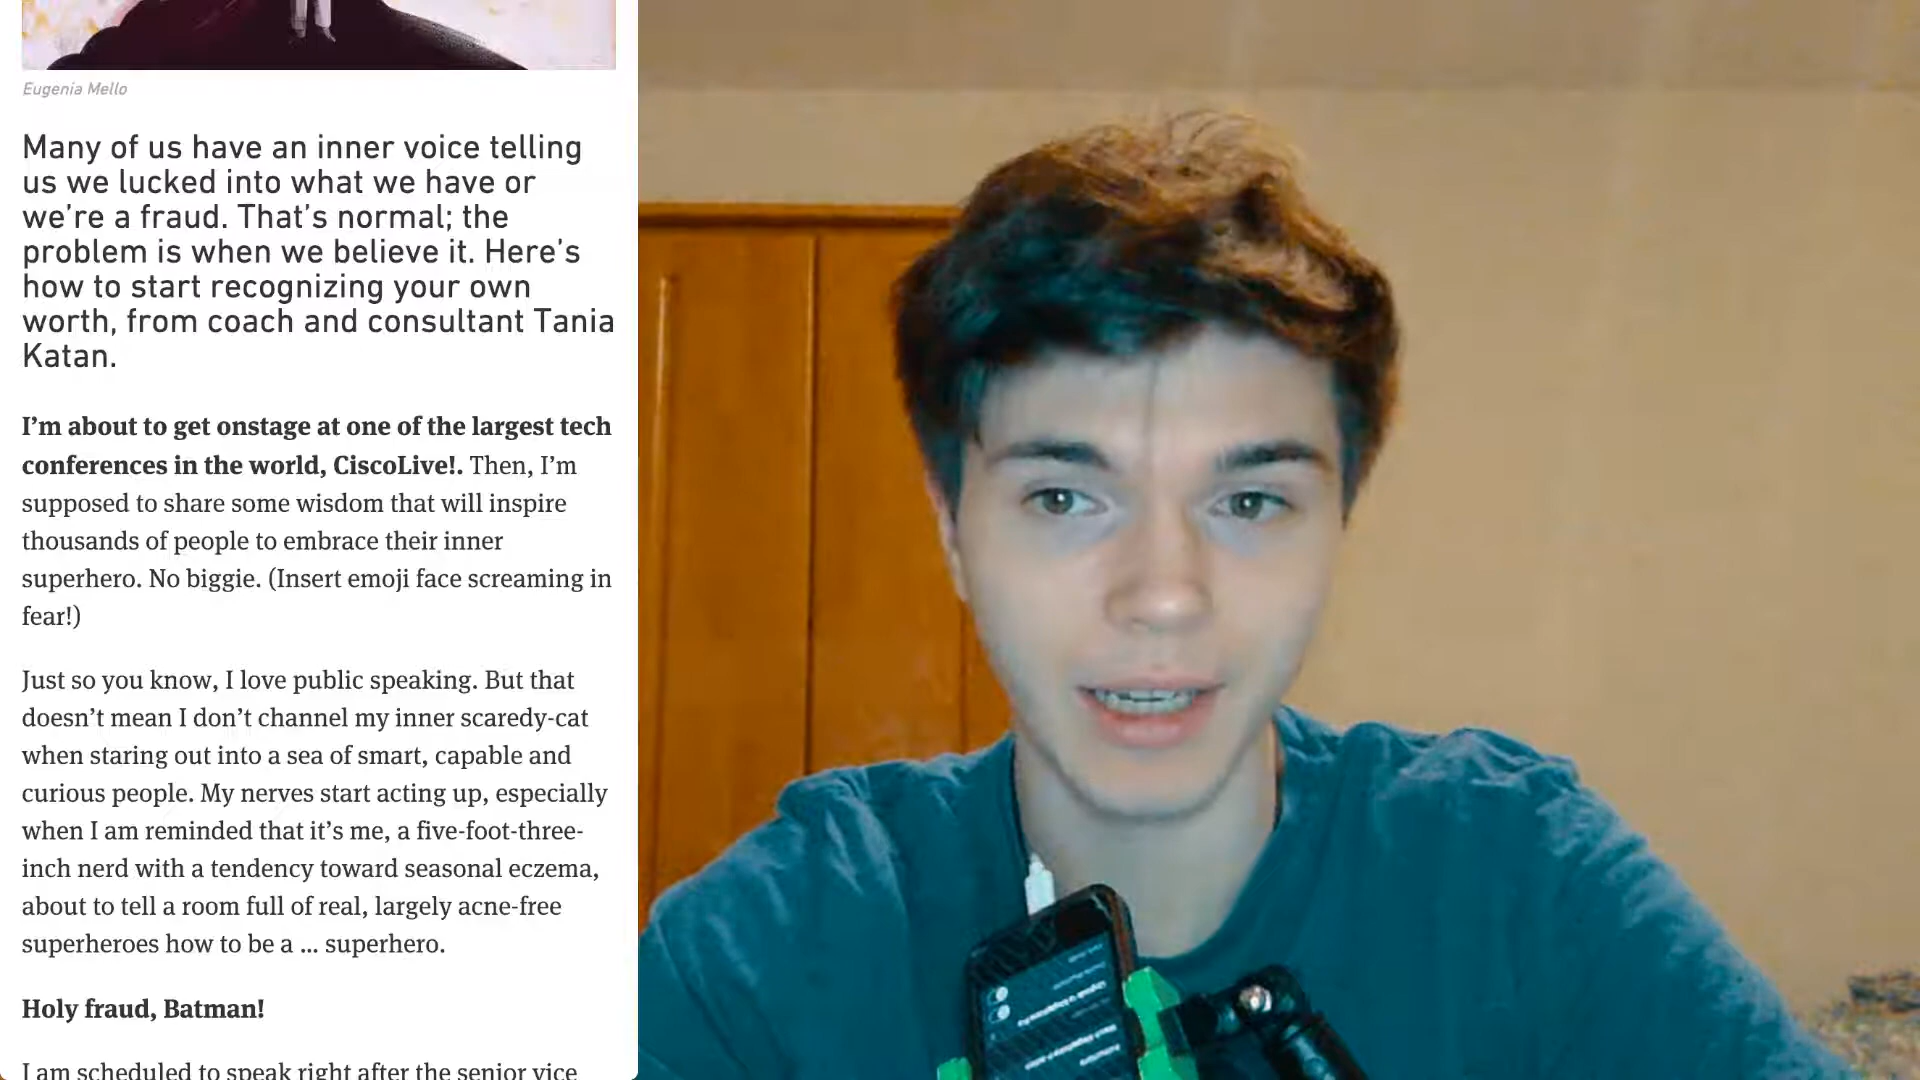 Eugenia Mello
Many of us have an inner voice telling
us we lucked into what we have or
we’re a fraud. That’s normal; the
problem is when we believe it. Here’s
how to start recognizing your own
worth, from coach and consultant Tania
Katan.
I’m about to get onstage at one of the largest tech
conferences in the world, CiscoLive!. Then, I’m
supposed to share some wisdom that will inspire
thousands of people to embrace their inner
superhero. No biggie. (Insert emoji face screaming in
fear!)
Just so you know, I love public speaking. But that
doesn’t mean I don’t channel my inner scaredy-cat
when staring out into a sea of smart, capable and
curious people. My nerves start acting up, especially
when I am reminded that it’s me, a five-foot-three-
inch nerd with a tendency toward seasonal eczema,
about to tell a room full of real, largely acne-free
superheroes how to be a ... superhero.
Holy fraud, Batman!
I am scheduled to speak right after the senior vice